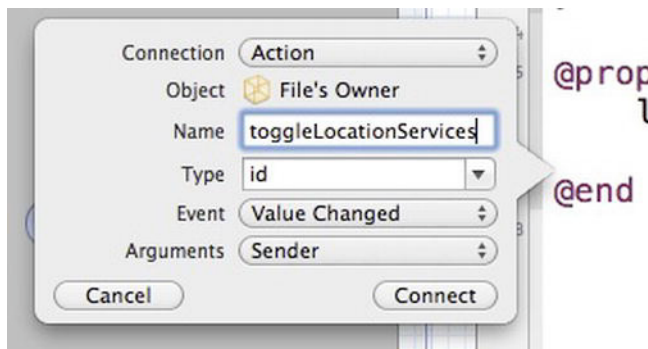 Connection Action
Object File's Owner
Name toggleLocationServices
Type id
Event Value Changed
Arguments Sender
Cancel Connect
@prop
@end